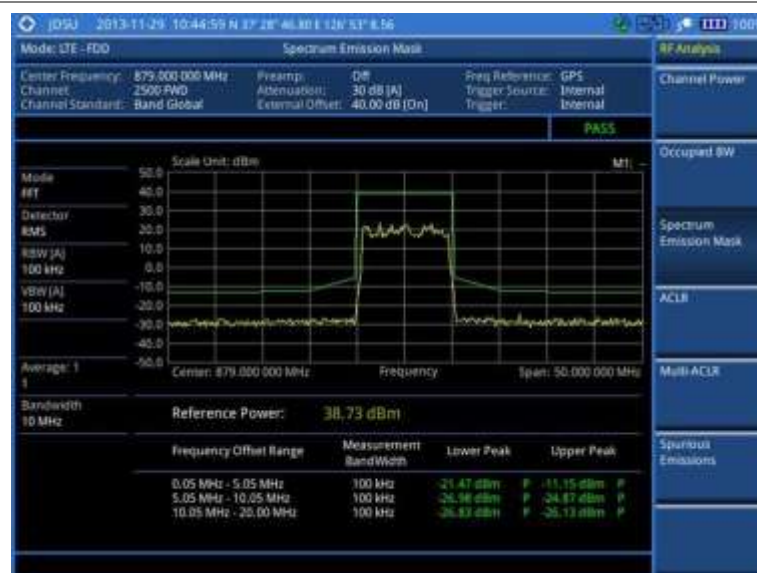 JDSU 2013-11-29 10:44:59 N 37° 28' 46.80 E 126° 53' 8.56 100%
Mode: LTE - FDD Spectrum Emission Mask
RF Analysis
Center Frequency: 879.000 000 MHz Preamp: Off Freq Reference: GPS
Channel: 2500 FWD Attenuation: 30 dB [A] Trigger Source: Internal
Channel Standard: Band Global External Offset: 40.00 dB [On] Trigger: Internal
PASS
Channel Power
Occupied BW
Spectrum
Emission Mask
ACLR
Multi-ACLR
Spurious
Emissions
Scale Unit: dBm M1: --
Mode
FFT
Detector
RMS
RBW [A]
100 kHz
VBW [A]
100 kHz
Average: 1
1
Bandwidth
10 MHz
50.0
40.0
30.0
20.0
10.0
0.0
-10.0
-20.0
-30.0
-40.0
-50.0
Center: 879.000 000 MHz Frequency Span: 50.000 000 MHz
Reference Power: 38.73 dBm
Frequency Offset Range Measurement BandWidth Lower Peak Upper Peak
0.05 MHz - 5.05 MHz 100 kHz -21.47 dBm P -11.15 dBm P
5.05 MHz - 10.05 MHz 100 kHz -26.98 dBm P -24.87 dBm P
10.05 MHz - 20.00 MHz 100 kHz -26.83 dBm P -26.13 dBm P